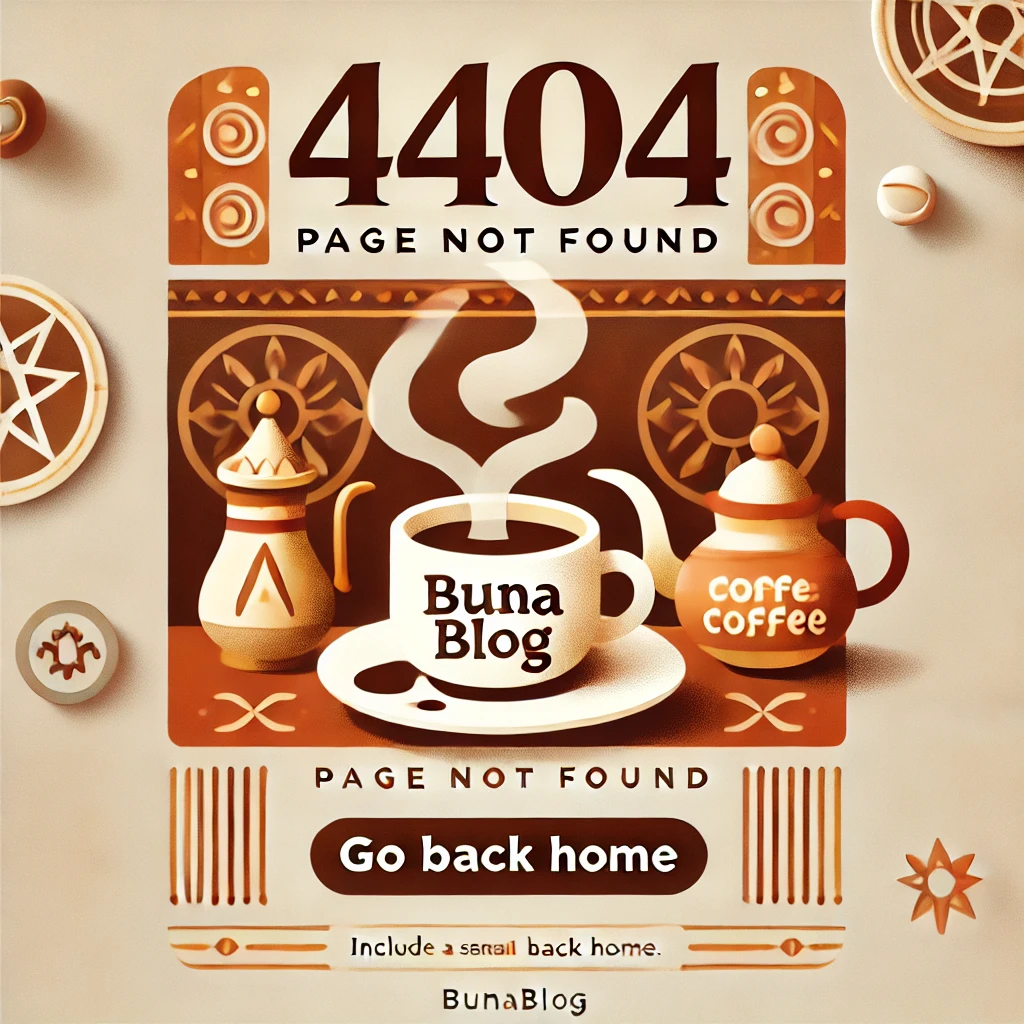 4404
PAGE NOT FOUND
Buna
Blog
COFFE
COFFEE
PAGE NOT FOUND
Go back home
Include a back home.
BunaBlog